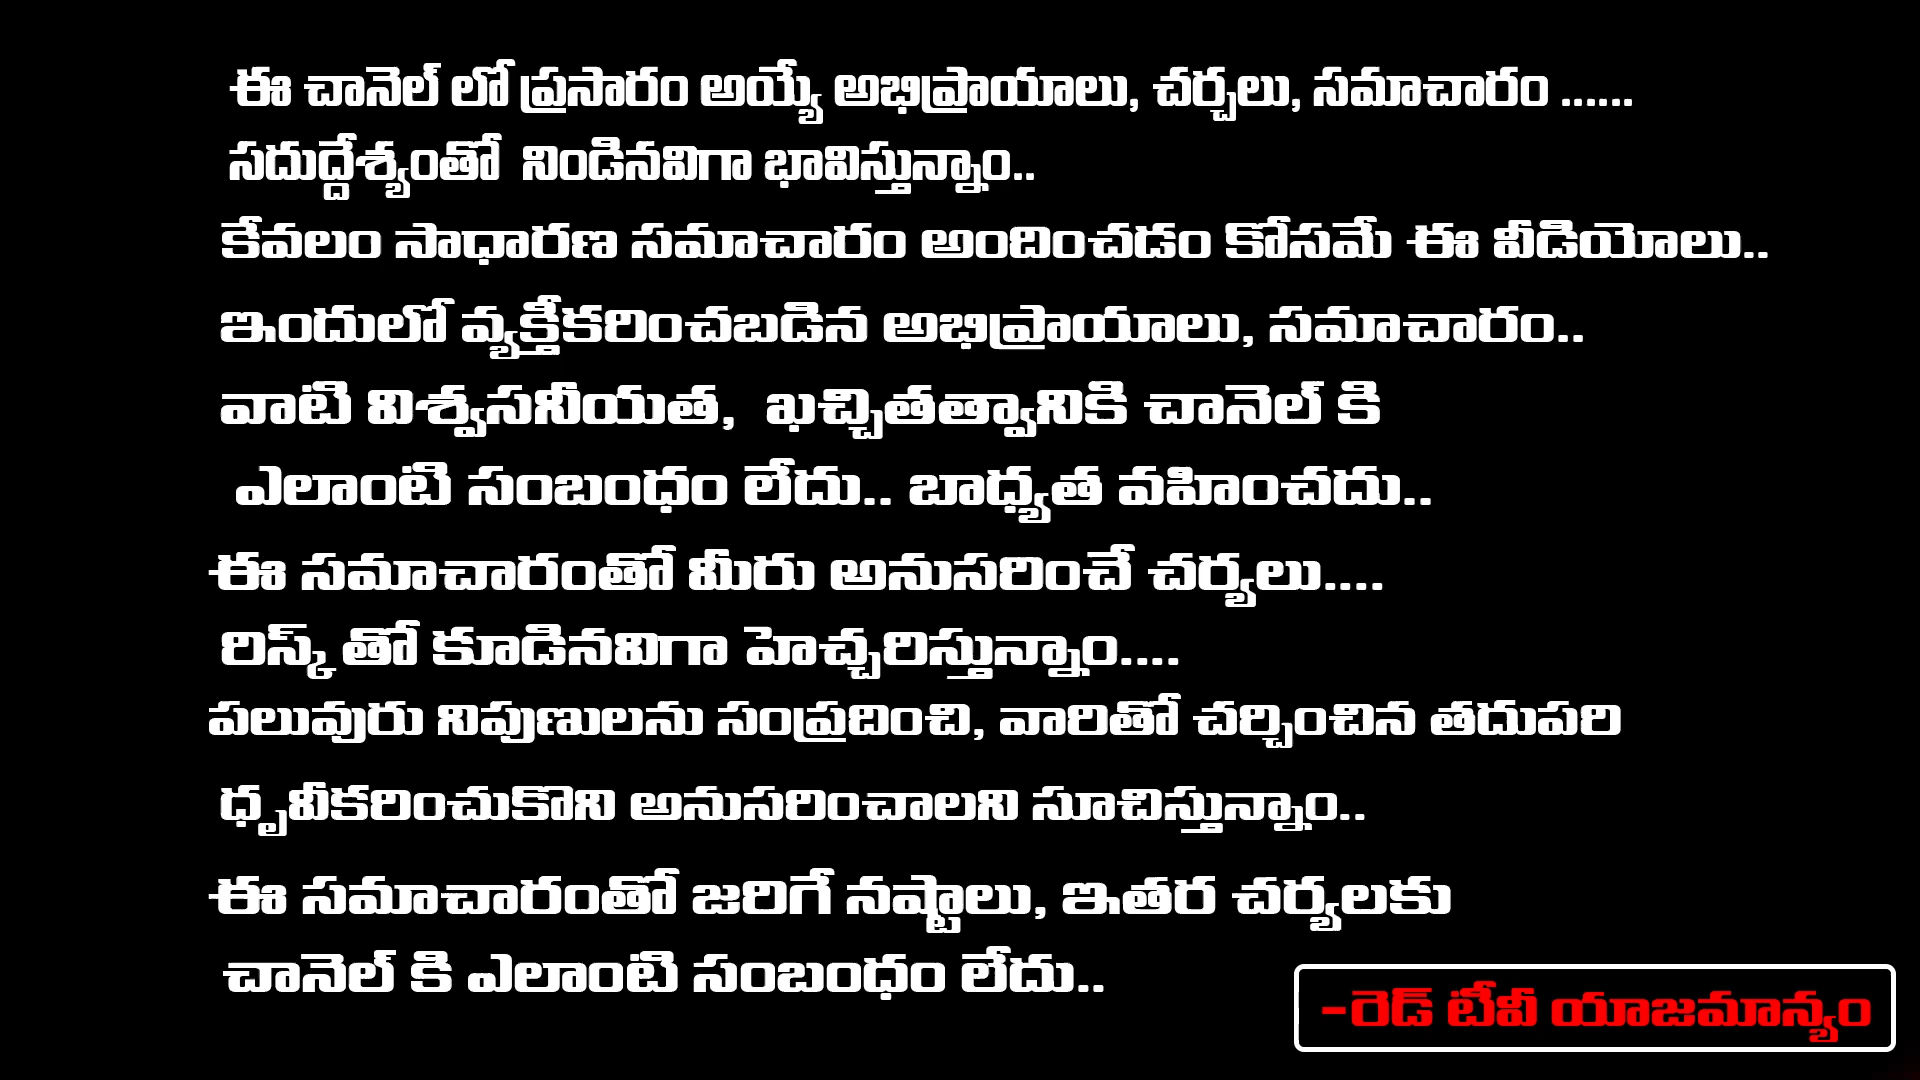 ఈ చానెల్ లో ప్రసారం అయ్యే అభిప్రాయాలు, చర్చలు, సమాచారం ......
సదుద్దేశ్యంతో నిండినవిగా భావిస్తున్నాం..
కేవలం సాధారణ సమాచారం అందించడం కోసమే ఈ వీడియోలు..
ఇందులో వ్యక్తీకరించబడిన అభిప్రాయాలు, సమాచారం..
వాటి విశ్వసనీయత, ఖచ్చితత్వానికి చానెల్ కి
ఎలాంటి సంబంధం లేదు.. బాధ్యత వహించదు..
ఈ సమాచారంతో మీరు అనుసరించే చర్యలు....
రిస్క్ తో కూడినవిగా హెచ్చరిస్తున్నాం....
పలువురు నిపుణులను సంప్రదించి, వారితో చర్చించిన తదుపరి
ధృవీకరించుకొని అనుసరించాలని సూచిస్తున్నాం..
ఈ సమాచారంతో జరిగే నష్టాలు, ఇతర చర్యలకు
చానెల్ కి ఎలాంటి సంబంధం లేదు..
-రెడ్ టీవీ యాజమాన్యం